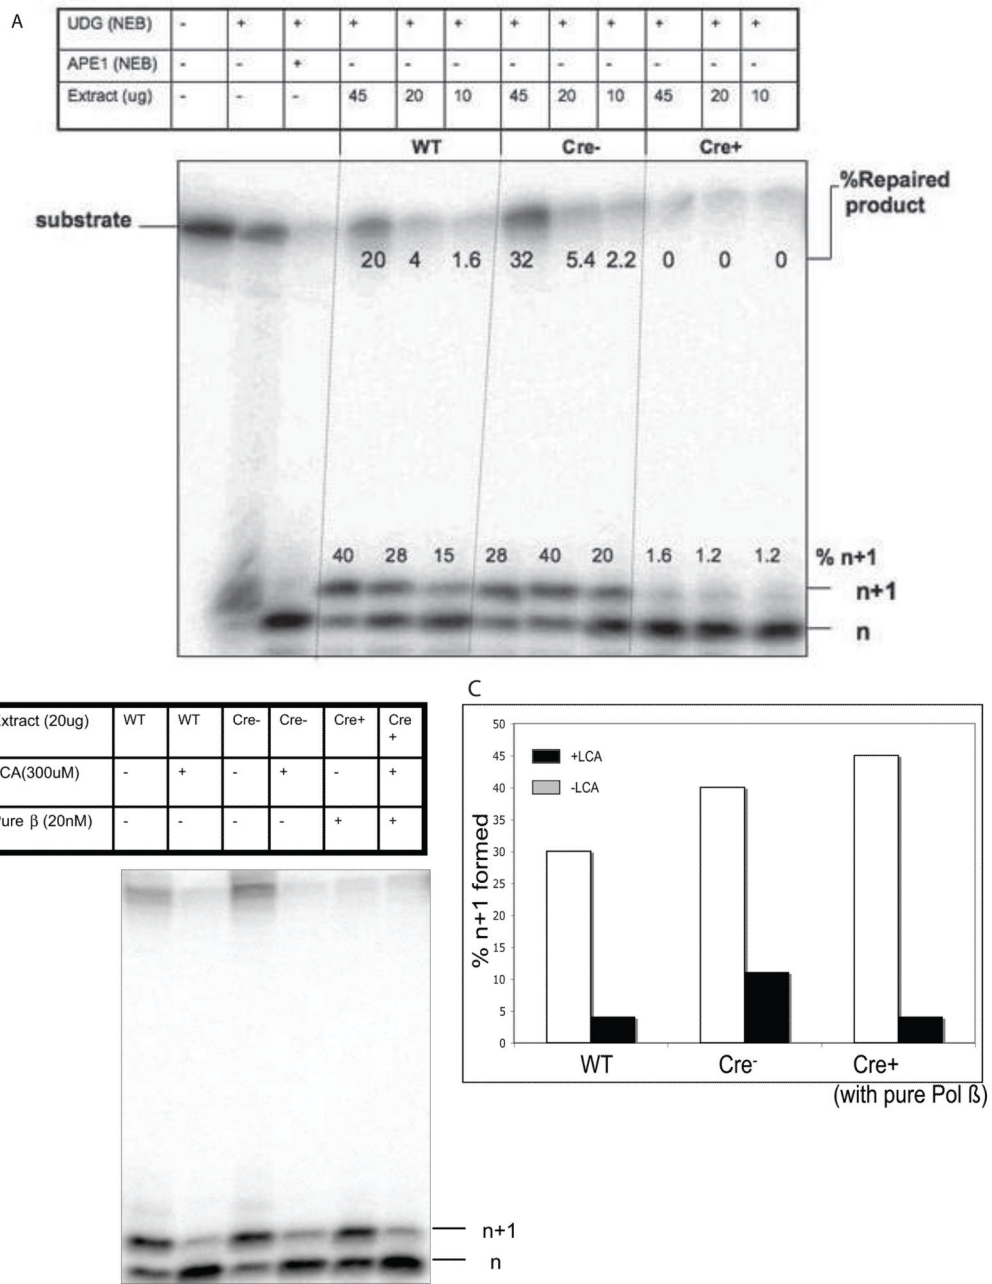 A
UDG (NEB) - + + + + + + + + + + +
APE1 (NEB) - - + - - - - - - - - -
Extract (ug) - - - 45 20 10 45 20 10 45 20 10
WT Cre- Cre+
substrate
%Repaired
product
20 4 1.6 32 5.4 2.2 0 0 0
40 28 15 28 40 20 1.6 1.2 1.2 % n+1
n+1
n
xtract (20ug) WT WT Cre- Cre- Cre+ Cre
+
CA(300uM) - + - + - +
ure β (20nM) - - - - + +
n+1
n
C
50
45
40
35
30
25
20
15
10
5
0
% n+1 formed
+LCA
-LCA
WT Cre- Cre+
(with pure Pol ß)